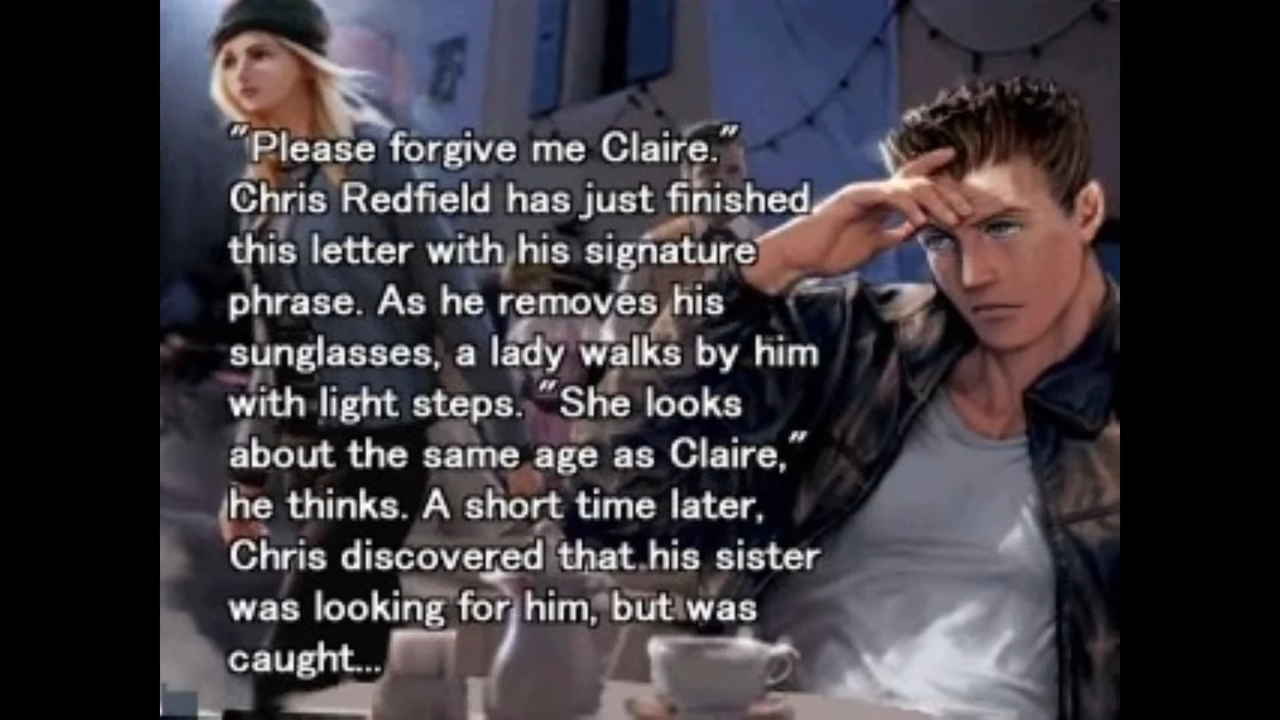 "Please forgive me Claire."
Chris Redfield has just finished
this letter with his signature
phrase. As he removes his
sunglasses, a lady walks by him
with light steps. "She looks
about the same age as Claire,"
he thinks. A short time later,
Chris discovered that his sister
was looking for him, but was
caught...